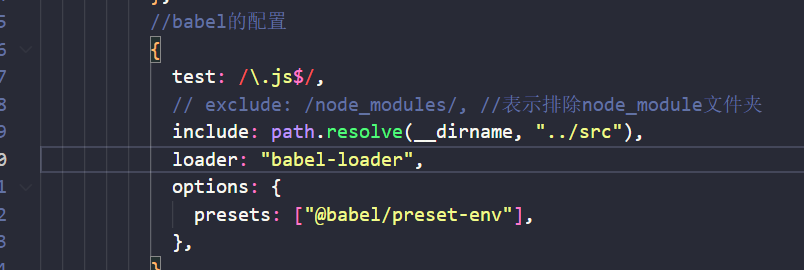 },
5 //babel的配置
6 {
7 test: /\.js$/,
8 // exclude: /node_modules/, //表示排除node_module文件夹
9 include: path.resolve(__dirname, "../src"),
0 loader: "babel-loader",
1 options: {
2 presets: ["@babel/preset-env"],
3 },
4 }